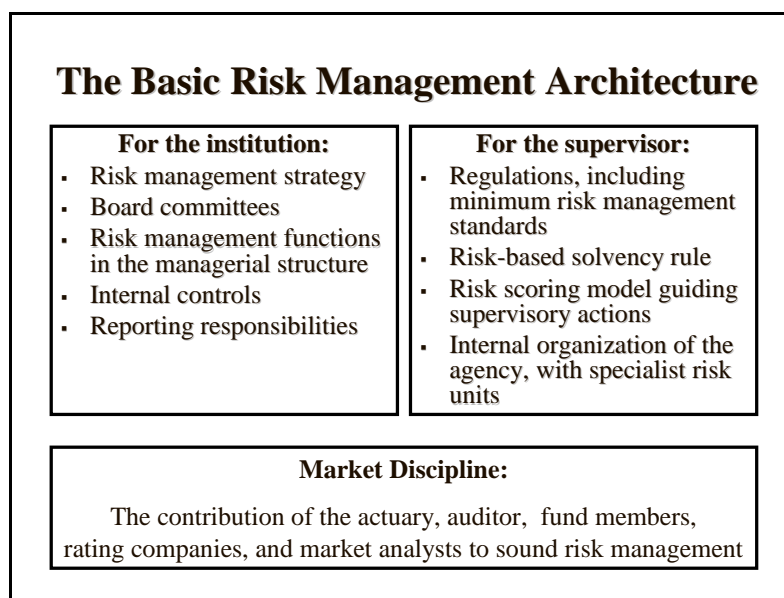 The Basic Risk Management Architecture
For the institution:
▪ Risk management strategy
▪ Board committees
▪ Risk management functions
in the managerial structure
▪ Internal controls
▪ Reporting responsibilities
For the supervisor:
▪ Regulations, including
minimum risk management
standards
▪ Risk-based solvency rule
▪ Risk scoring model guiding
supervisory actions
▪ Internal organization of the
agency, with specialist risk
units
Market Discipline:
The contribution of the actuary, auditor, fund members,
rating companies, and market analysts to sound risk management